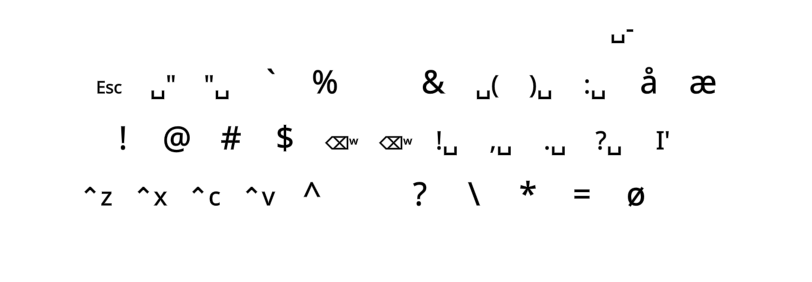 ␣-
Esc ␣" "␣ ` % & ␣( )␣ :␣ å æ
! @ # $ ⌫ʷ ⌫ʷ !␣ ,␣ .␣ ?␣ I'
^z ^x ^c ^v ^ ? \ * = ø